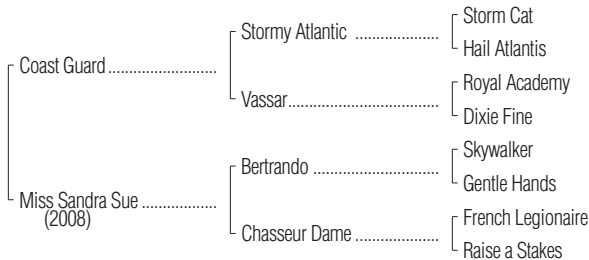 Storm Cat
Stormy Atlantic ....................
Hail Atlantis
Coast Guard..........................
Royal Academy
Vassar....................................
Dixie Fine
Skywalker
Bertrando ..............................
Gentle Hands
Miss Sandra Sue ..................
(2008)
French Legionaire
Chasseur Dame ....................
Raise a Stakes